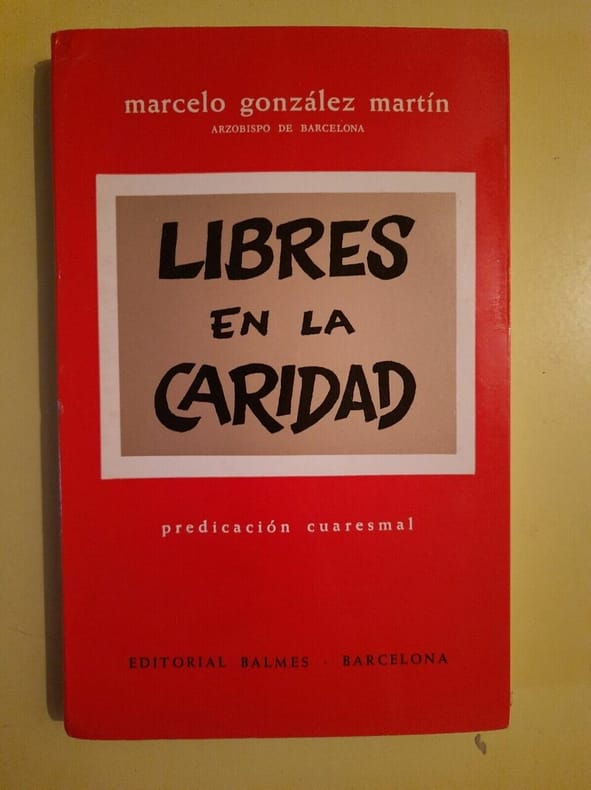 marcelo gonzález martín
ARZOBISPO DE BARCELONA
LIBRES
EN LA
CARIDAD
predicación cuaresmal
EDITORIAL BALMES · BARCELONA